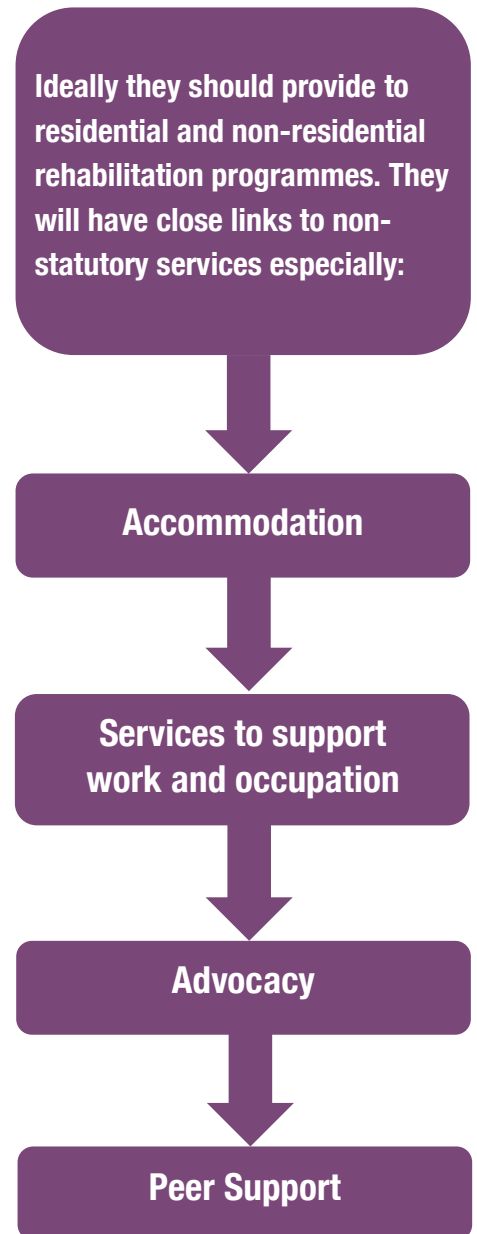 Ideally they should provide to
residential and non-residential
rehabilitation programmes. They
will have close links to non-
statutory services especially:
Accommodation
Services to support
work and occupation
Advocacy
Peer Support